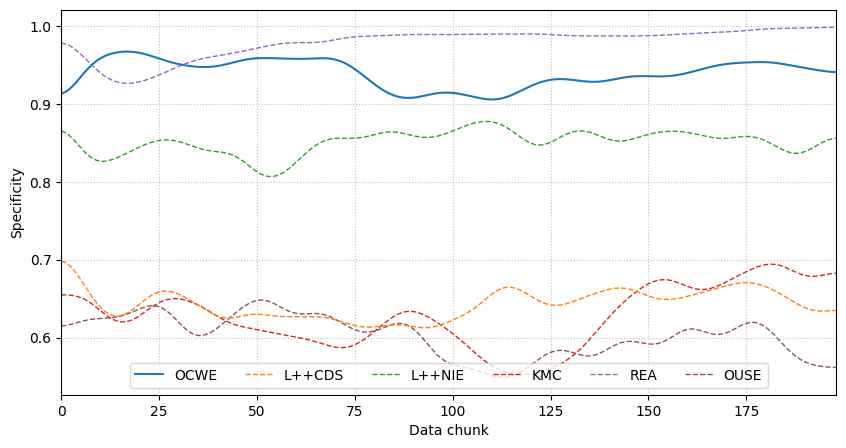 1.0
0.9
0.8
0.7
0.6
Specificity
OCWE L++CDS L++NIE KMC REA OUSE
0 25 50 75 100 125 150 175
Data chunk